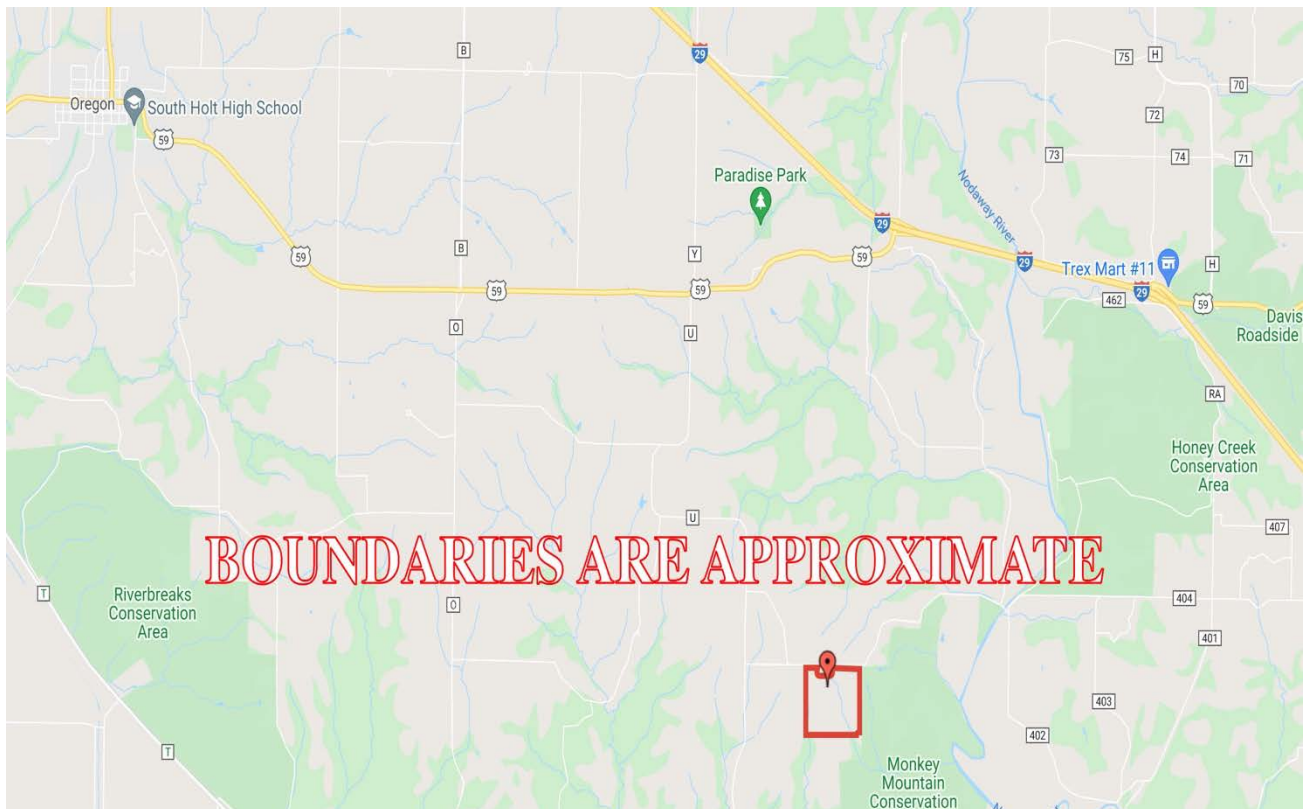 B
29
75
H
70
Oregon
South Holt High School
72
59
73
74
71
Paradise Park
Nodaway River
29
B
Y
59
59
29
Trex Mart #11
H
59
59
462
29
59
Davis
Roadside
O
U
RA
Honey Creek
Conservation
Area
U
407
BOUNDARIES ARE APPROXIMATE
T
Riverbreaks
Conservation
Area
O
404
401
403
402
T
Monkey
Mountain
Conservation